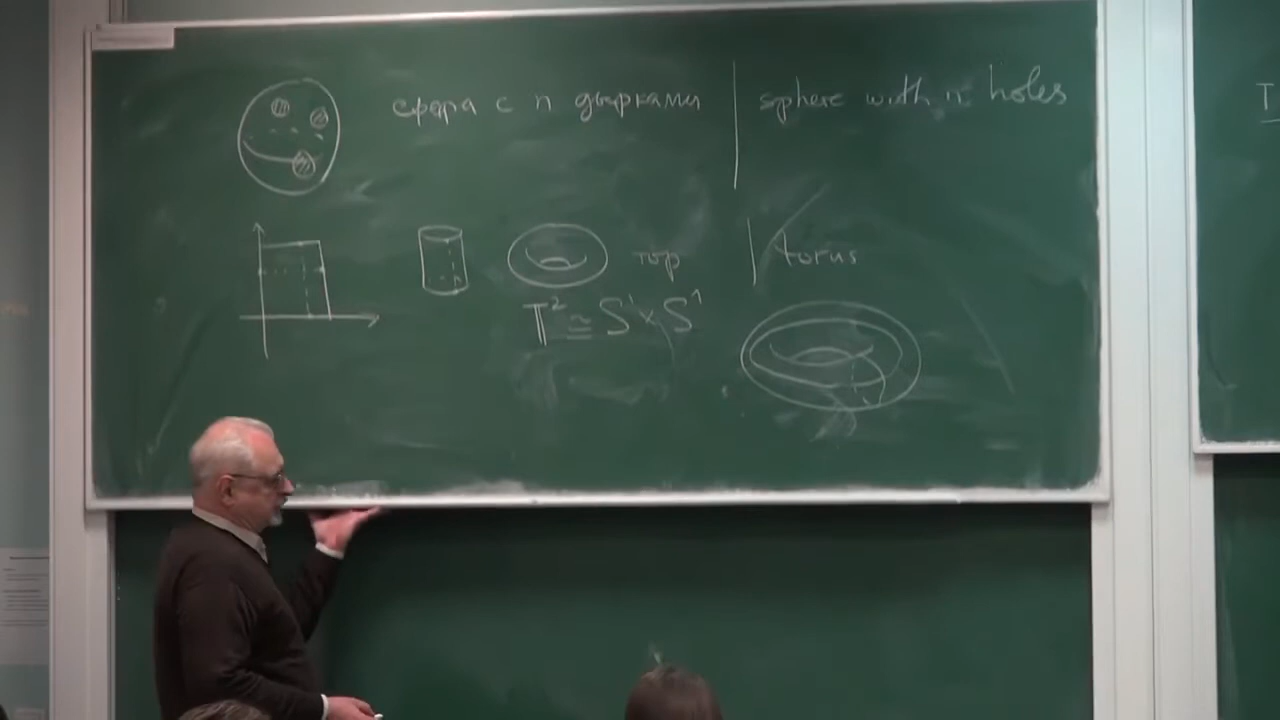 сфера с n дырками | sphere with n holes
тор | torus
T² ≅ S¹ × S¹